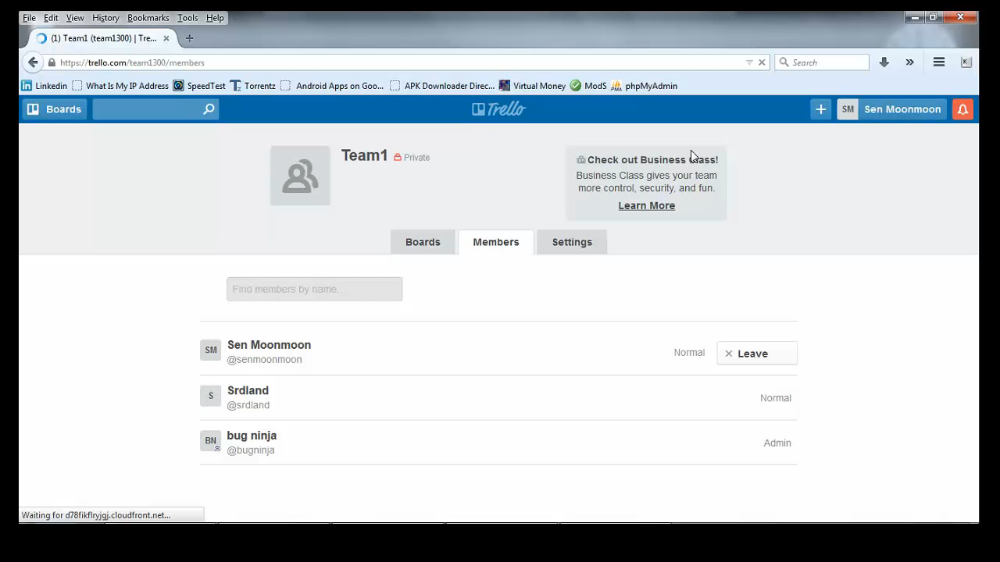 File Edit View History Bookmarks Tools Help
(1) Team1 (team1300) | Tre...
https://trello.com/team1300/members
Search
Linkedin What Is My IP Address SpeedTest Torrentz Android Apps on Goo... APK Downloader Direc... Virtual Money ModS phpMyAdmin
Boards Trello SM Sen Moonmoon
Team1 Private
Check out Business Class!
Business Class gives your team
more control, security, and fun.
Learn More
Boards Members Settings
Find members by name...
SM Sen Moonmoon
@senmoonmoon
Normal Leave
S Srdland
@srdland
Normal
BN bug ninja
@bugninja
Admin
Waiting for d78fikflryjgj.cloudfront.net...